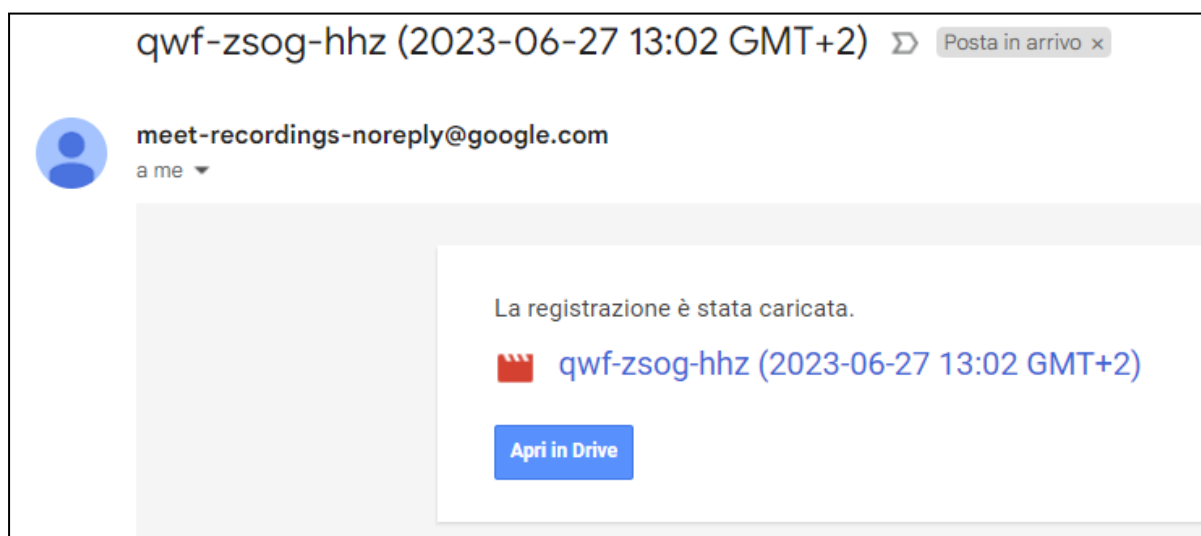 qwf-zsog-hhz (2023-06-27 13:02 GMT+2) Posta in arrivo ×
meet-recordings-noreply@google.com
a me
La registrazione è stata caricata.
qwf-zsog-hhz (2023-06-27 13:02 GMT+2)
Apri in Drive